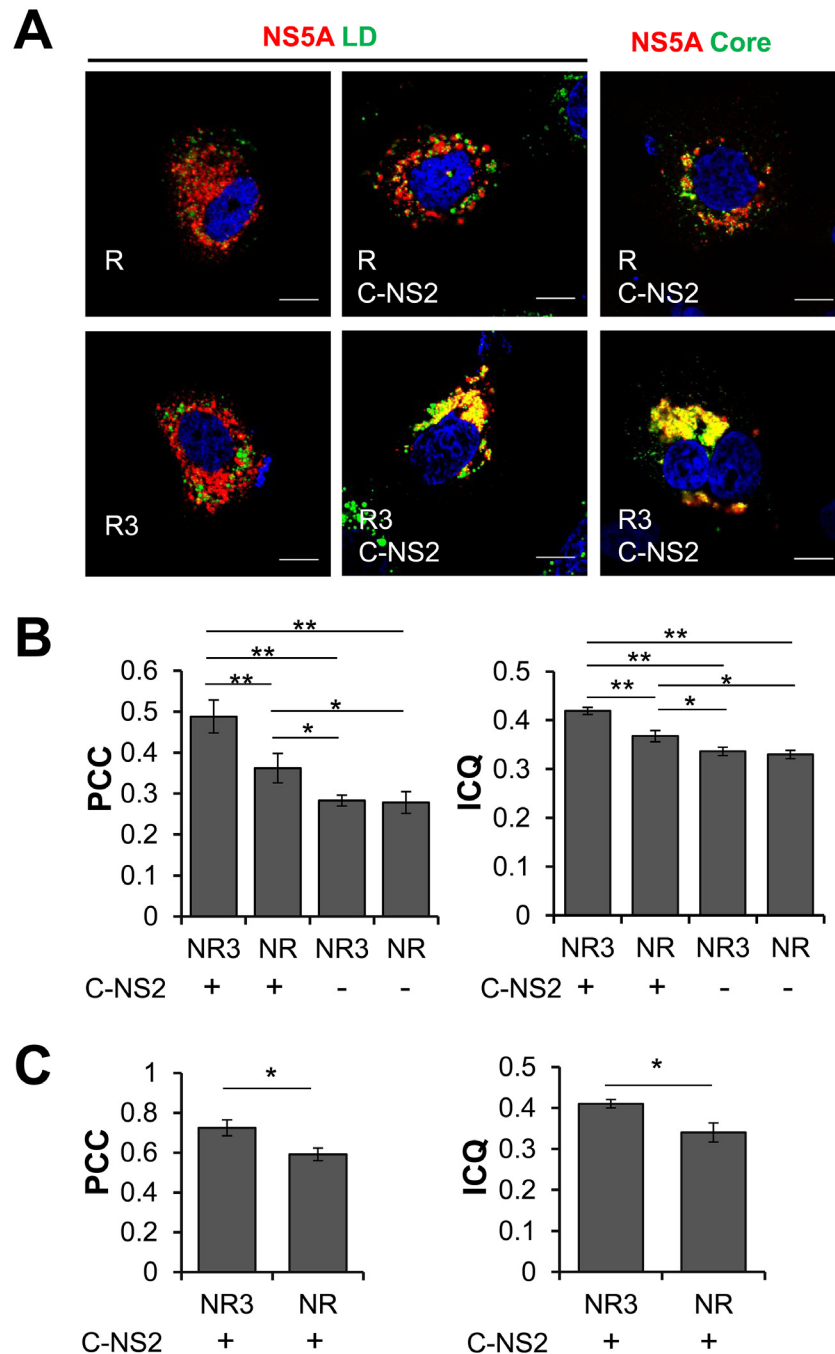 A
NS5A LD
NS5A Core
R
R
C-NS2
R
C-NS2
R3
R3
C-NS2
R3
C-NS2
B
**
**
**
*
*
PCC
0.6
0.5
0.4
0.3
0.2
0.1
0
NR3 NR NR3 NR
C-NS2 + + - -
**
**
**
*
*
ICQ
0.5
0.4
0.3
0.2
0.1
0
NR3 NR NR3 NR
C-NS2 + + - -
C
*
PCC
1
0.8
0.6
0.4
0.2
0
NR3 NR
C-NS2 + +
*
ICQ
0.5
0.4
0.3
0.2
0.1
0
NR3 NR
C-NS2 + +